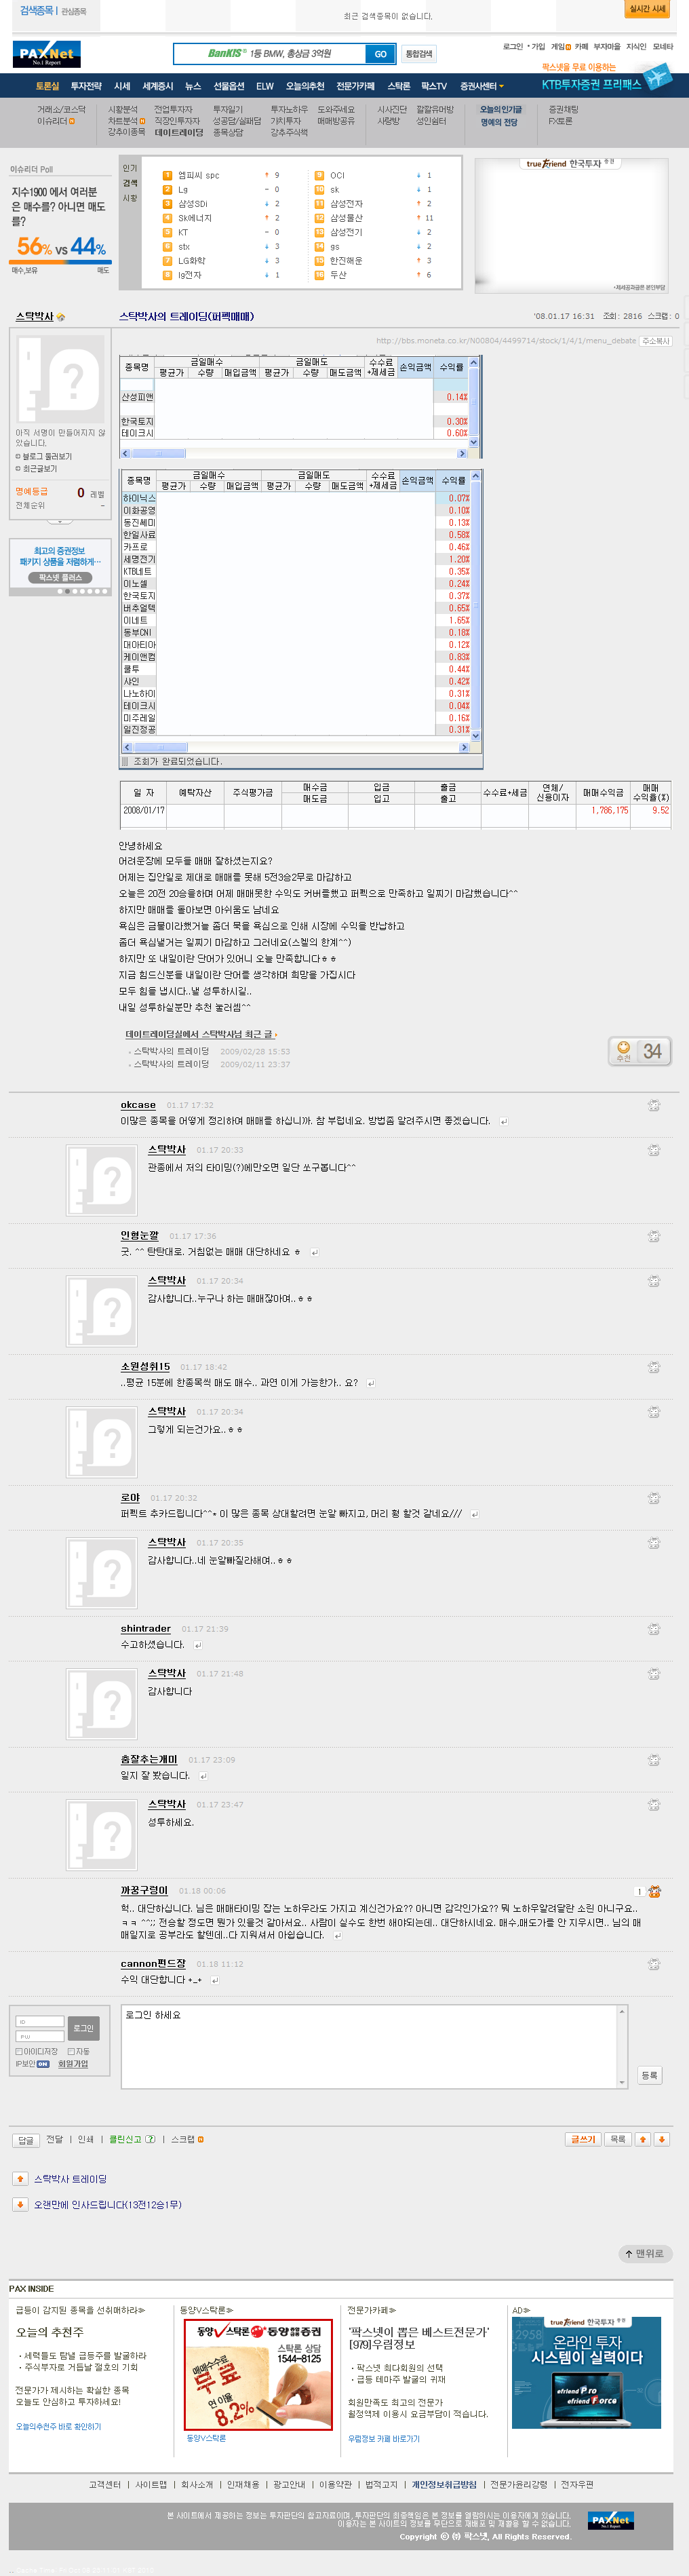 검색종목 | 관심종목
최근 검색종목이 없습니다.
실시간 시세
PAXNet
No.1 Report
BanKIS 1등 BMW, 총상금 3억원
GO
통합검색
로그인 • 가입 게임 카페 부자마을 지식인 모네타
팍스넷을 무료로 이용하는
KTB투자증권 프리패스
토론실 투자전략 시세 세계증시 뉴스 선물옵션 ELW 오늘의추천 전문가카페 스탁론 팍스TV 증권사센터
거래소/코스닥 시황분석 전업투자자 투자일기 투자노하우 도와주네요 시사진단 깔깔유머방 오늘의 인기글 증권채팅
이슈리더 차트분석 직장인투자자 성공담/실패담 가치투자 매매방공유 사랑방 성인쉼터 명예의 전당 FX토론
강추이종목 데이트레이딩 종목상담 강추주식책
이슈리더 Poll
지수1900 에서 여러분은 매수를? 아니면 매도를?
56% vs 44%
매수,보유 매도
인기
검색
시황
1 엠피씨 spc ↑ 9
2 Lg - 0
3 삼성SDI ↓ 2
4 Sk에너지 ↑ 2
5 KT - 0
6 stx ↓ 3
7 LG화학 ↓ 3
8 lg전자 ↓ 1
9 OCI ↓ 1
10 sk ↓ 1
11 삼성전자 ↑ 2
12 삼성물산 ↑ 11
13 삼성전기 ↓ 2
14 gs ↓ 2
15 한진해운 ↑ 3
16 두산 ↑ 6
true Friend 한국투자증권
*제세공과금은 본인부담
스탁박사
스탁박사의 트레이딩(퍼펙매매)
'08.01.17 16:31 조회 : 2816 스크랩 : 0
http://bbs.moneta.co.kr/N00804/4499714/stock/1/4/1/menu_debate 주소복사
아직 서명이 만들어지지 않았습니다.
블로그 둘러보기
최근글보기
명예등급 0 레벨
전체순위 -
최고의 증권정보
패키지 상품을 저렴하게…
팍스넷 플러스
종목명 금일매수 금일매도 수수료+제세금 손익금액 수익률
평균가 수량 매입금액 평균가 수량 매도금액
산성피앤 0.14%
한국토지 0.30%
테이크시 0.60%
종목명 금일매수 금일매도 수수료+제세금 손익금액 수익률
평균가 수량 매입금액 평균가 수량 매도금액
하이닉스 0.07%
이화공영 0.10%
동진쎄미 0.13%
한일사료 0.58%
카프로 0.46%
세명전기 1.20%
KTB네트 0.35%
미노셀 0.24%
한국토지 0.37%
버추얼텍 0.65%
이네트 1.65%
동부CNI 0.18%
대아티아 0.12%
케이앤컴 0.83%
쿨투 0.44%
샤인 0.42%
나노하이 0.31%
테이크시 0.04%
미주레일 0.16%
일진정공 0.31%
조회가 완료되었습니다.
일 자 예탁자산 주식평가금 매수금 입금 출금 수수료+세금 연체/신용이자 매매수익금 매매수익률(%)
매도금 입고 출고
2008/01/17 1,786,175 9.52
안녕하세요
어려운장에 모두들 매매 잘하셨는지요?
어제는 집안일로 제대로 매매를 못해 5전3승2무로 마감하고
오늘은 20전 20승을하며 어제 매매못한 수익도 커버를했고 퍼펙으로 만족하고 일찌기 마감했습니다^^
하지만 매매를 돌아보면 아쉬움도 남네요
욕심은 금물이라했거늘 좀더 묵을 욕심으로 인해 시장에 수익을 반납하고
좀더 욕심낼거는 일찌기 마감하고 그러네요(스켈의 한계^^)
하지만 또 내일이란 단어가 있어니 오늘 만족합니다ㅎㅎ
지금 힘드신분들 내일이란 단어를 생각하며 희망을 가집시다
모두 힘을 냅시다..낼 성투하시길..
내일 성투하실분만 추천 눌러셈^^
데이트레이딩실에서 스탁박사님 최근 글
스탁박사의 트레이딩 2009/02/28 15:53
스탁박사의 트레이딩 2009/02/11 23:37
추천 34
okcase 01.17 17:32
이많은 종목을 어떻게 정리하여 매매를 하십니까. 참 부럽네요. 방법좀 알려주시면 좋겠습니다.
스탁박사 01.17 20:33
관종에서 저의 타이밍(?)에만오면 일단 쏘구봅니다^^
인형눈깔 01.17 17:36
굿. ^^ 탄탄대로. 거침없는 매매 대단하네요 ㅎ
스탁박사 01.17 20:34
감사합니다..누구나 하는 매매잖아여..ㅎㅎ
소원성취15 01.17 18:42
..평균 15분에 한종목씩 매도 매수.. 과연 이게 가능한가.. 요?
스탁박사 01.17 20:34
그렇게 되는건가요..ㅎㅎ
로야 01.17 20:32
퍼펙트 추카드립니다^^* 이 많은 종목 상대할려면 눈알 빠지고, 머리 휑 할것 같네요///
스탁박사 01.17 20:35
감사합니다..네 눈알빠질라해여..ㅎㅎ
shintrader 01.17 21:39
수고하셨습니다.
스탁박사 01.17 21:48
감사합니다
춤잘추는개미 01.17 23:09
일지 잘 봤습니다.
스탁박사 01.17 23:47
성투하세요.
까꿍구렁이 01.18 00:06 1
헉.. 대단하십니다. 님은 매매타이밍 잡는 노하우라도 가지고 계신건가요?? 아니면 감각인가요?? 뭐 노하우알려달란 소린 아니구요..
ㅋㅋ ^^;; 전승할 정도면 뭔가 있을것 같아서요.. 사람이 실수도 한번 해야되는데.. 대단하시네요. 매수,매도가를 안 지우시면.. 님의 매
매일지로 공부라도 할텐데..다 지워셔서 아쉽습니다.
cannon펀드장 01.18 11:12
수익 대단합니다 +_+
ID
PW
로그인
아이디저장 자동
IP보안 ON 회원가입
로그인 하세요
등록
답글 전달 | 인쇄 | 클린신고 (?) | 스크랩
글쓰기 목록
스탁박사 트레이딩
오랜만에 인사드립니다(13전12승1무)
↑ 맨위로
PAX INSIDE
급등이 감지된 종목을 선취매하라≫
오늘의 추천주
· 세력들도 탐낼 급등주를 발굴하라
· 주식부자로 거듭날 절호의 기회
전문가가 제시하는 확실한 종목
오늘도 안심하고 투자하세요!
오늘의추천주 바로 확인하기
동양V스탁론≫
동양V스탁론 동양종합금융증권
스탁론 상담
1544-8125
매매수수료 무료
연 이율 8.2%
동양V스탁론
전문가카페≫
'팍스넷이 뽑은 베스트전문가'
[979]우림정보
· 팍스넷 최다회원의 선택
· 급등 테마주 발굴의 귀재
회원만족도 최고의 전문가
월정액제 이용시 요금부담이 적습니다.
우림정보 카페 바로가기
AD≫
true Friend 한국투자증권
온라인 투자
시스템이 실력이다
eFriend Pro eFriend Force
고객센터 | 사이트맵 | 회사소개 | 인재채용 | 광고안내 | 이용약관 | 법적고지 | 개인정보취급방침 | 전문가윤리강령 | 전자우편
본 사이트에서 제공하는 정보는 투자판단의 참고자료이며, 투자판단의 최종책임은 본 정보를 열람하시는 이용자에게 있습니다.
이용자는 본 사이트의 정보를 무단으로 재배포 및 재활용 할 수 없습니다.
Copyright ⓒ ㈜ 팍스넷, All Rights Reserved.
PAXNet
No.1 Report